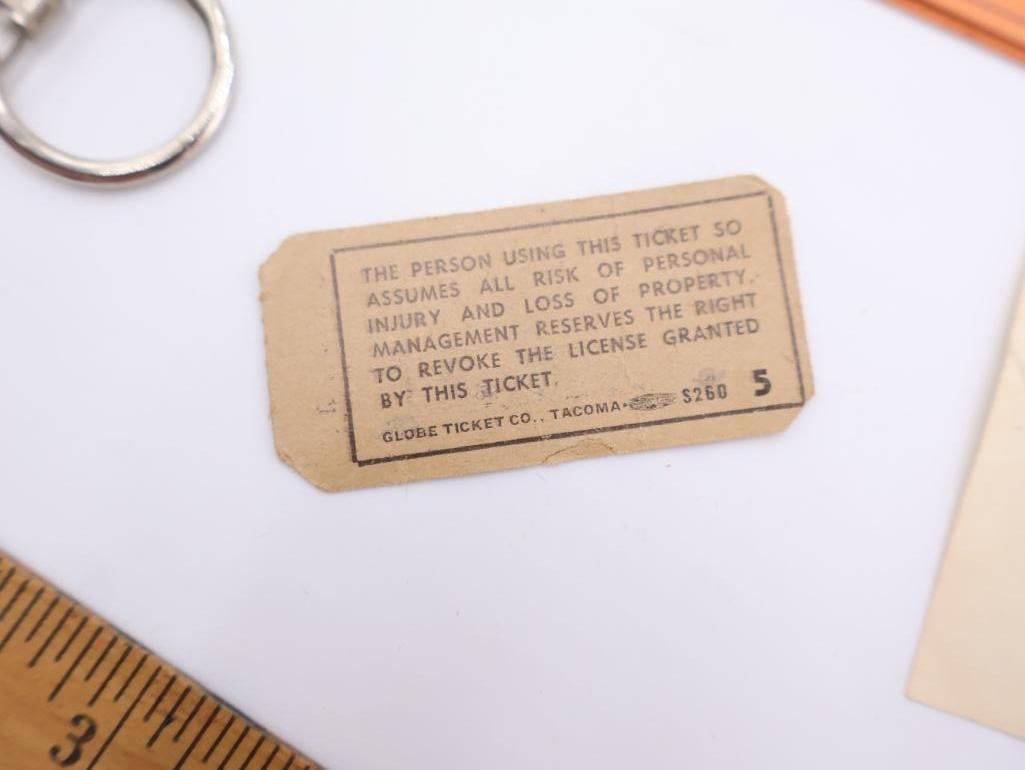 THE PERSON USING THIS TICKET SO
ASSUMES ALL RISK OF PERSONAL
INJURY AND LOSS OF PROPERTY.
MANAGEMENT RESERVES THE RIGHT
TO REVOKE THE LICENSE GRANTED
BY THIS TICKET.
GLOBE TICKET CO., TACOMA S260 5
3